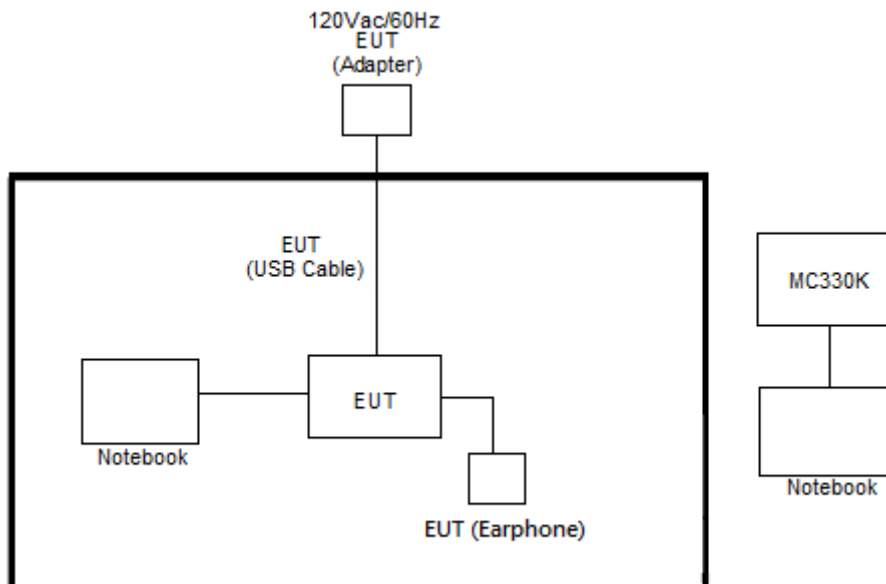 120Vac/60Hz
EUT
(Adapter)
EUT
(USB Cable)
MC330K
EUT
Notebook
Notebook
EUT (Earphone)